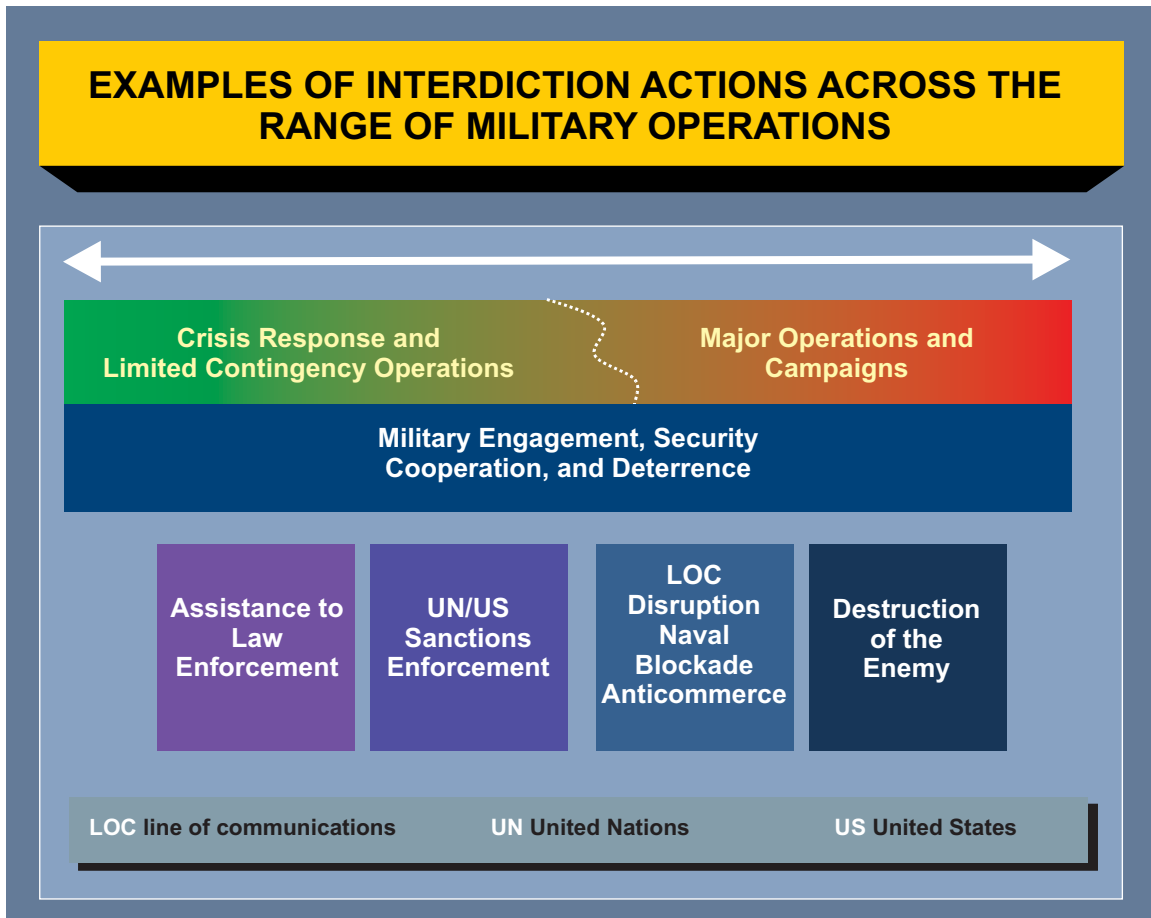 EXAMPLES OF INTERDICTION ACTIONS ACROSS THE
RANGE OF MILITARY OPERATIONS
Crisis Response and
Limited Contingency Operations
Major Operations and
Campaigns
Military Engagement, Security
Cooperation, and Deterrence
Assistance to
Law
Enforcement
UN/US
Sanctions
Enforcement
LOC
Disruption
Naval
Blockade
Anticommerce
Destruction
of the
Enemy
LOC line of communications UN United Nations US United States